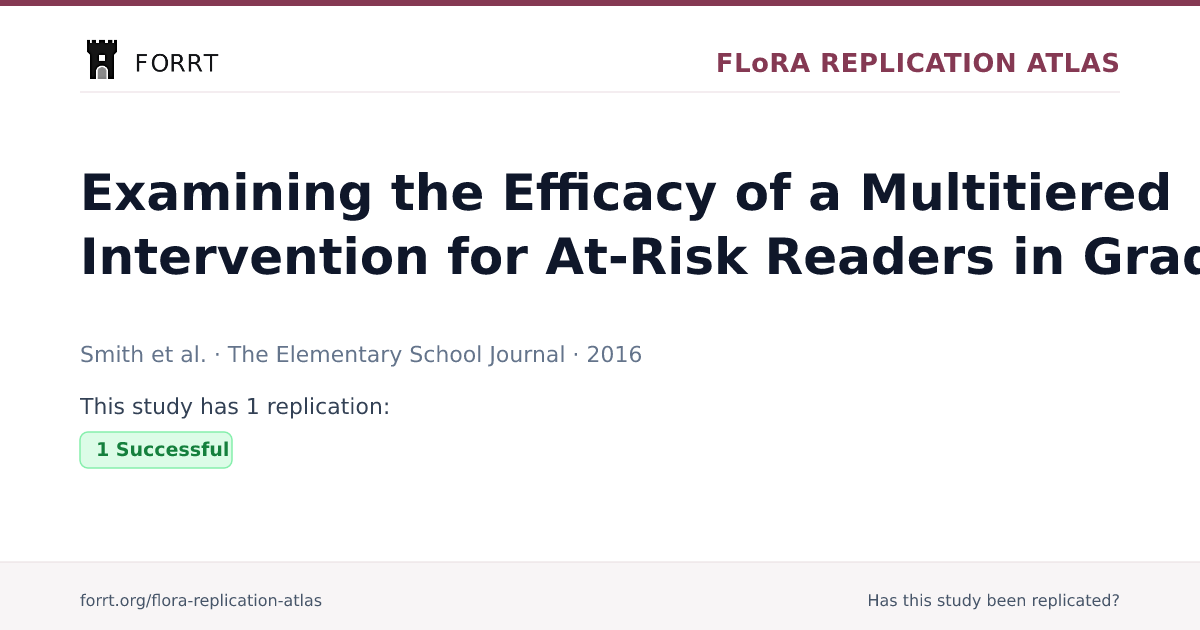 FORRT
FLoRA REPLICATION ATLAS
Examining the Efficacy of a Multitiered
Intervention for At-Risk Readers in
Smith et al. · The Elementary School Journal · 2016
This study has 1 replication:
1 Successful
forrt.org/flora-replication-atlas
Has this study been replicated?